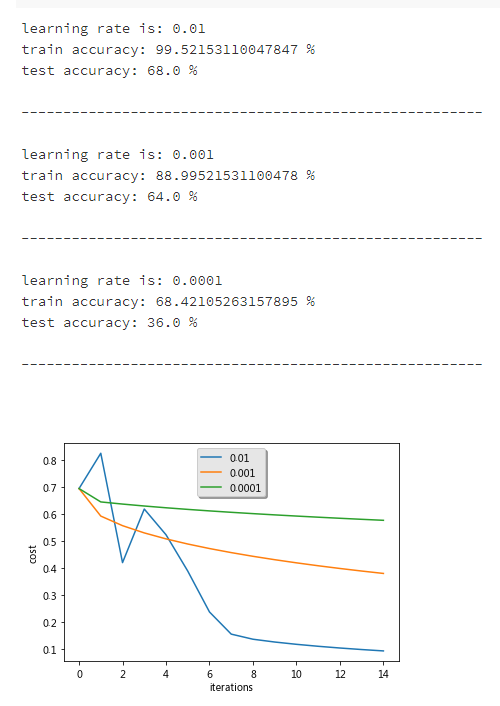 learning rate is: 0.01
train accuracy: 99.52153110047847 %
test accuracy: 68.0 %
-------------------------------------------------------
learning rate is: 0.001
train accuracy: 88.99521531100478 %
test accuracy: 64.0 %
-------------------------------------------------------
learning rate is: 0.0001
train accuracy: 68.42105263157895 %
test accuracy: 36.0 %
-------------------------------------------------------
0.01
0.001
0.0001
0.8
0.7
0.6
0.5
0.4
0.3
0.2
0.1
cost
0 2 4 6 8 10 12 14
iterations